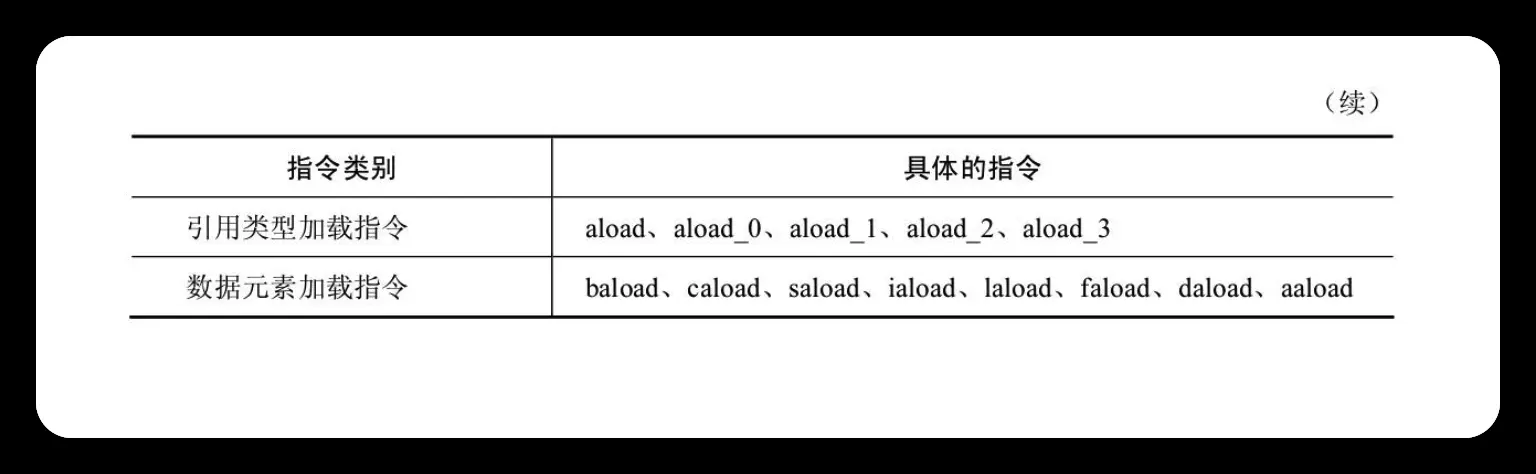 （续）
指令类别 具体的指令
引用类型加载指令 aload、aload_0、aload_1、aload_2、aload_3
数据元素加载指令 baload、caload、saload、iaload、laload、faload、daload、aaload